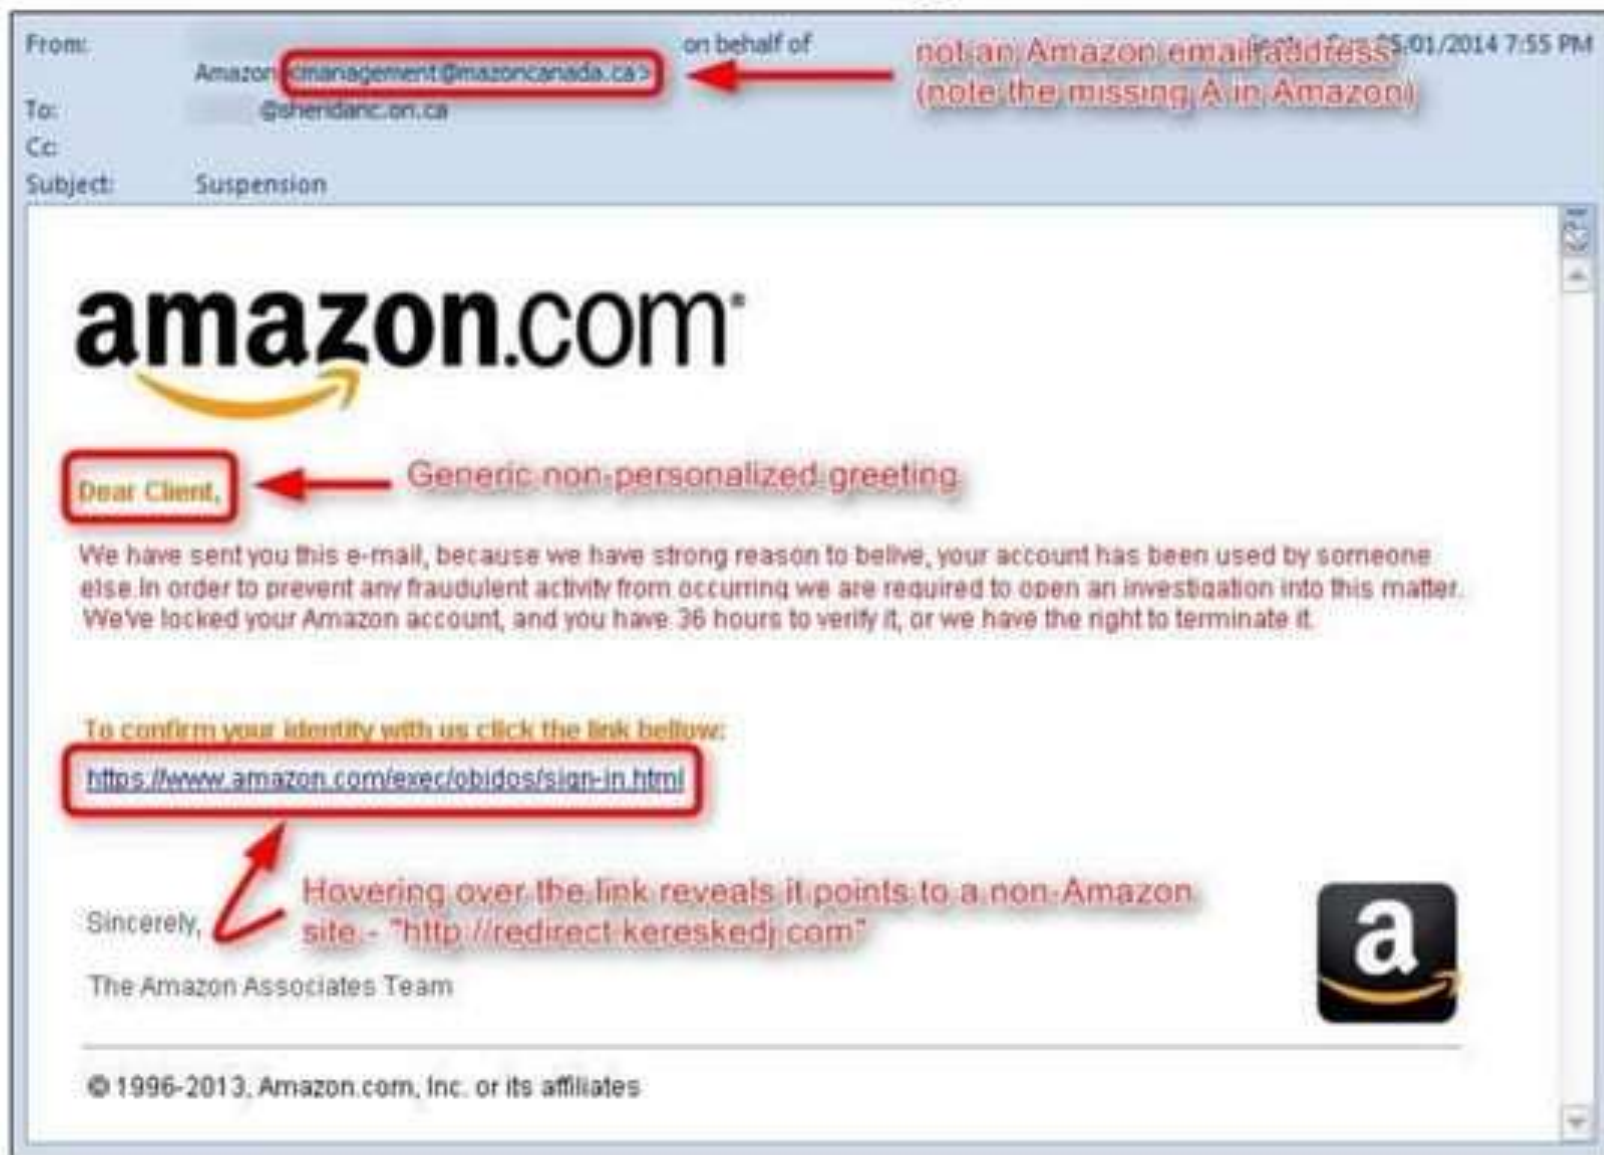 From: on behalf of 05/01/2014 7:55 PM
Amazon <management@mazoncanada.ca>
not an Amazon email address
(note the missing A in Amazon)
To: @sheridanc.on.ca
Cc:
Subject: Suspension
amazon.com
Dear Client,
Generic non-personalized greeting
We have sent you this e-mail, because we have strong reason to belive, your account has been used by someone
else.In order to prevent any fraudulent activity from occurring we are required to open an investigation into this matter.
We've locked your Amazon account, and you have 36 hours to verify it, or we have the right to terminate it.
To confirm your identity with us click the link bellow:
https://www.amazon.com/exec/obidos/sign-in.html
Hovering over the link reveals it points to a non-Amazon
site - "http://redirect.kereskedj.com"
Sincerely,
The Amazon Associates Team
a
© 1996-2013, Amazon.com, Inc. or its affiliates